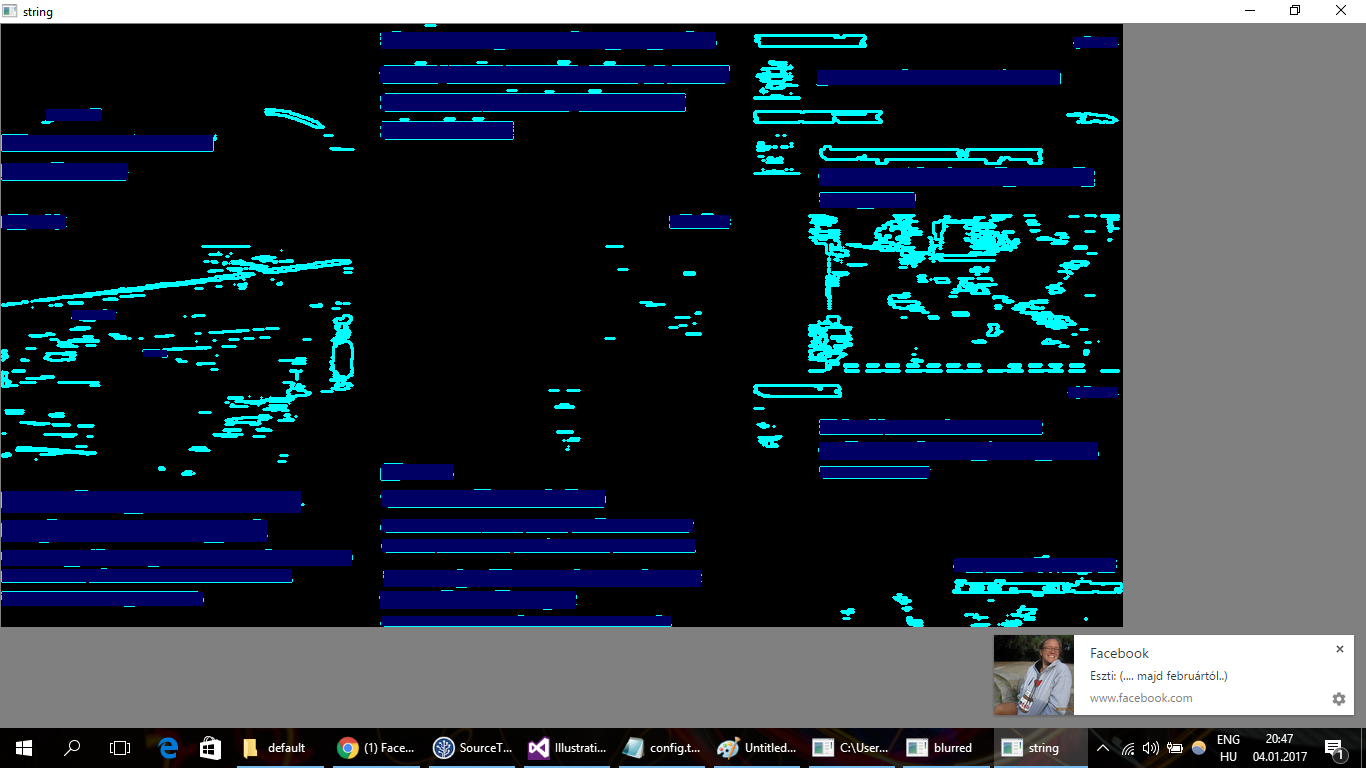 string
Facebook
Eszti: (.... majd februártól..)
www.facebook.com
default
(1) Face...
SourceT...
Illustrati...
config.t...
Untitled...
C:\User...
blurred
string
ENG
HU
20:47
04.01.2017
1